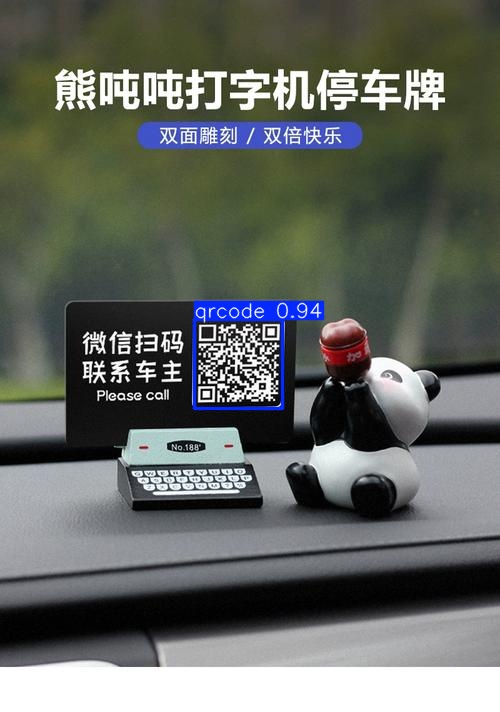 熊吨吨打字机停车牌
双面雕刻 / 双倍快乐
qrcode 0.94
微信扫码
联系车主
Please call
加
No.188